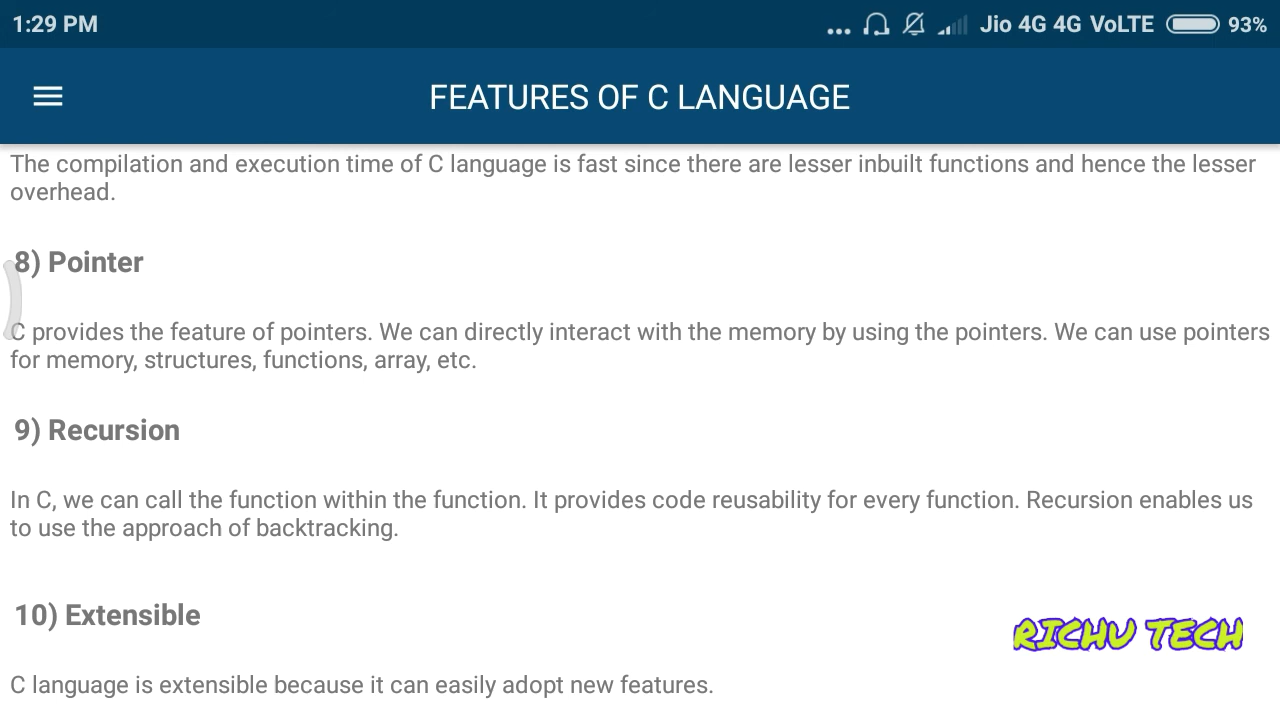 1:29 PM
... Jio 4G 4G VoLTE 93%
FEATURES OF C LANGUAGE
The compilation and execution time of C language is fast since there are lesser inbuilt functions and hence the lesser
overhead.
8) Pointer
C provides the feature of pointers. We can directly interact with the memory by using the pointers. We can use pointers
for memory, structures, functions, array, etc.
9) Recursion
In C, we can call the function within the function. It provides code reusability for every function. Recursion enables us
to use the approach of backtracking.
10) Extensible
RICHU TECH
C language is extensible because it can easily adopt new features.